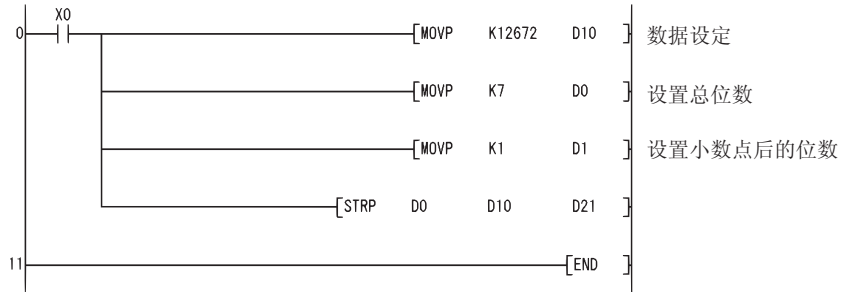 X0
0 MOVP K12672 D10 数据设定
MOVP K7 D0 设置总位数
MOVP K1 D1 设置小数点后的位数
STRP D0 D10 D21
11 END